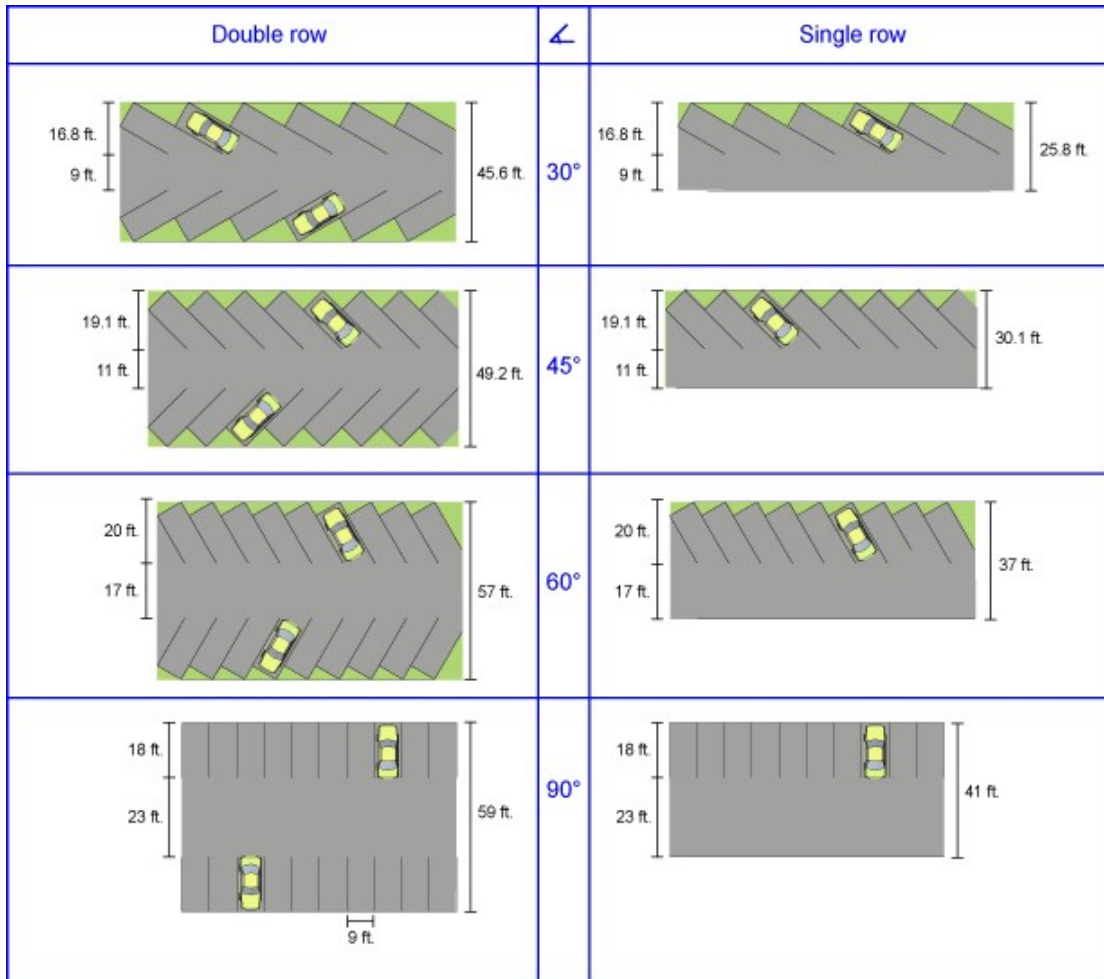 Double row
∡
Single row
16.8 ft.
9 ft.
45.6 ft.
30°
16.8 ft.
9 ft.
25.8 ft.
19.1 ft.
11 ft.
49.2 ft.
45°
19.1 ft.
11 ft.
30.1 ft.
20 ft.
17 ft.
57 ft.
60°
20 ft.
17 ft.
37 ft.
18 ft.
23 ft.
59 ft.
9 ft.
90°
18 ft.
23 ft.
41 ft.